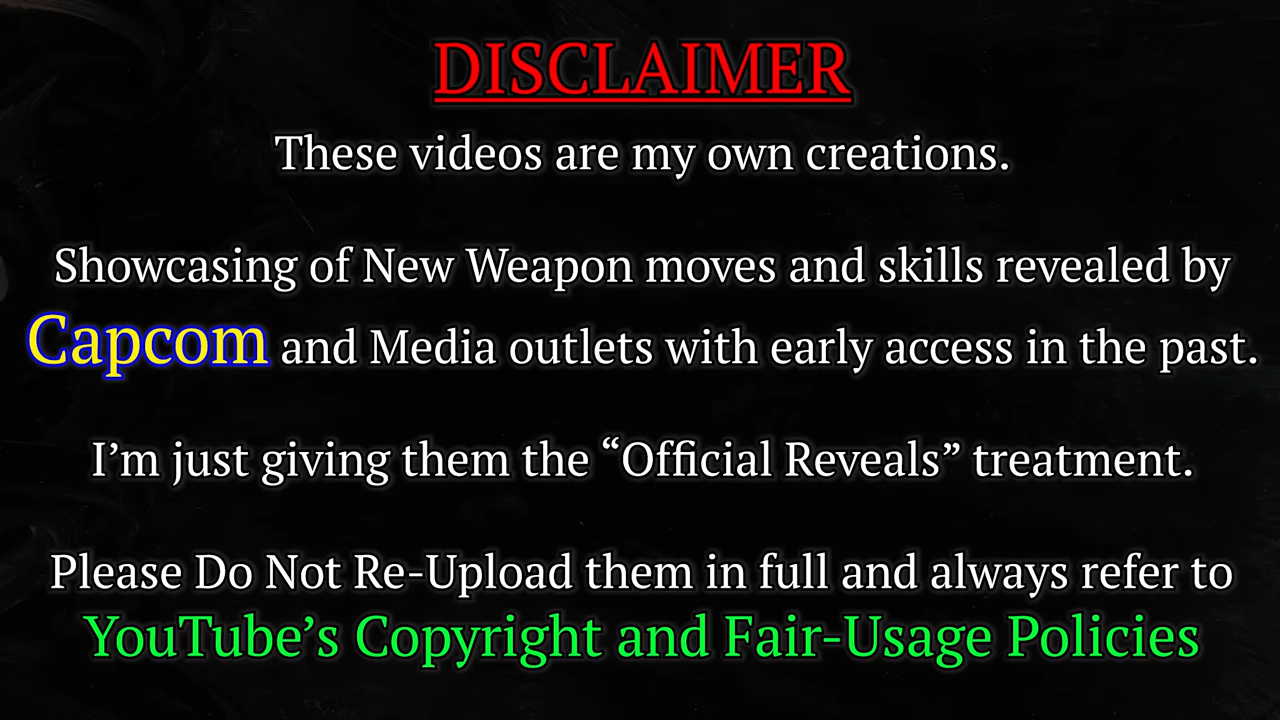 DISCLAIMER
These videos are my own creations.
Showcasing of New Weapon moves and skills revealed by
Capcom and Media outlets with early access in the past.
I’m just giving them the “Official Reveals” treatment.
Please Do Not Re-Upload them in full and always refer to
YouTube’s Copyright and Fair-Usage Policies